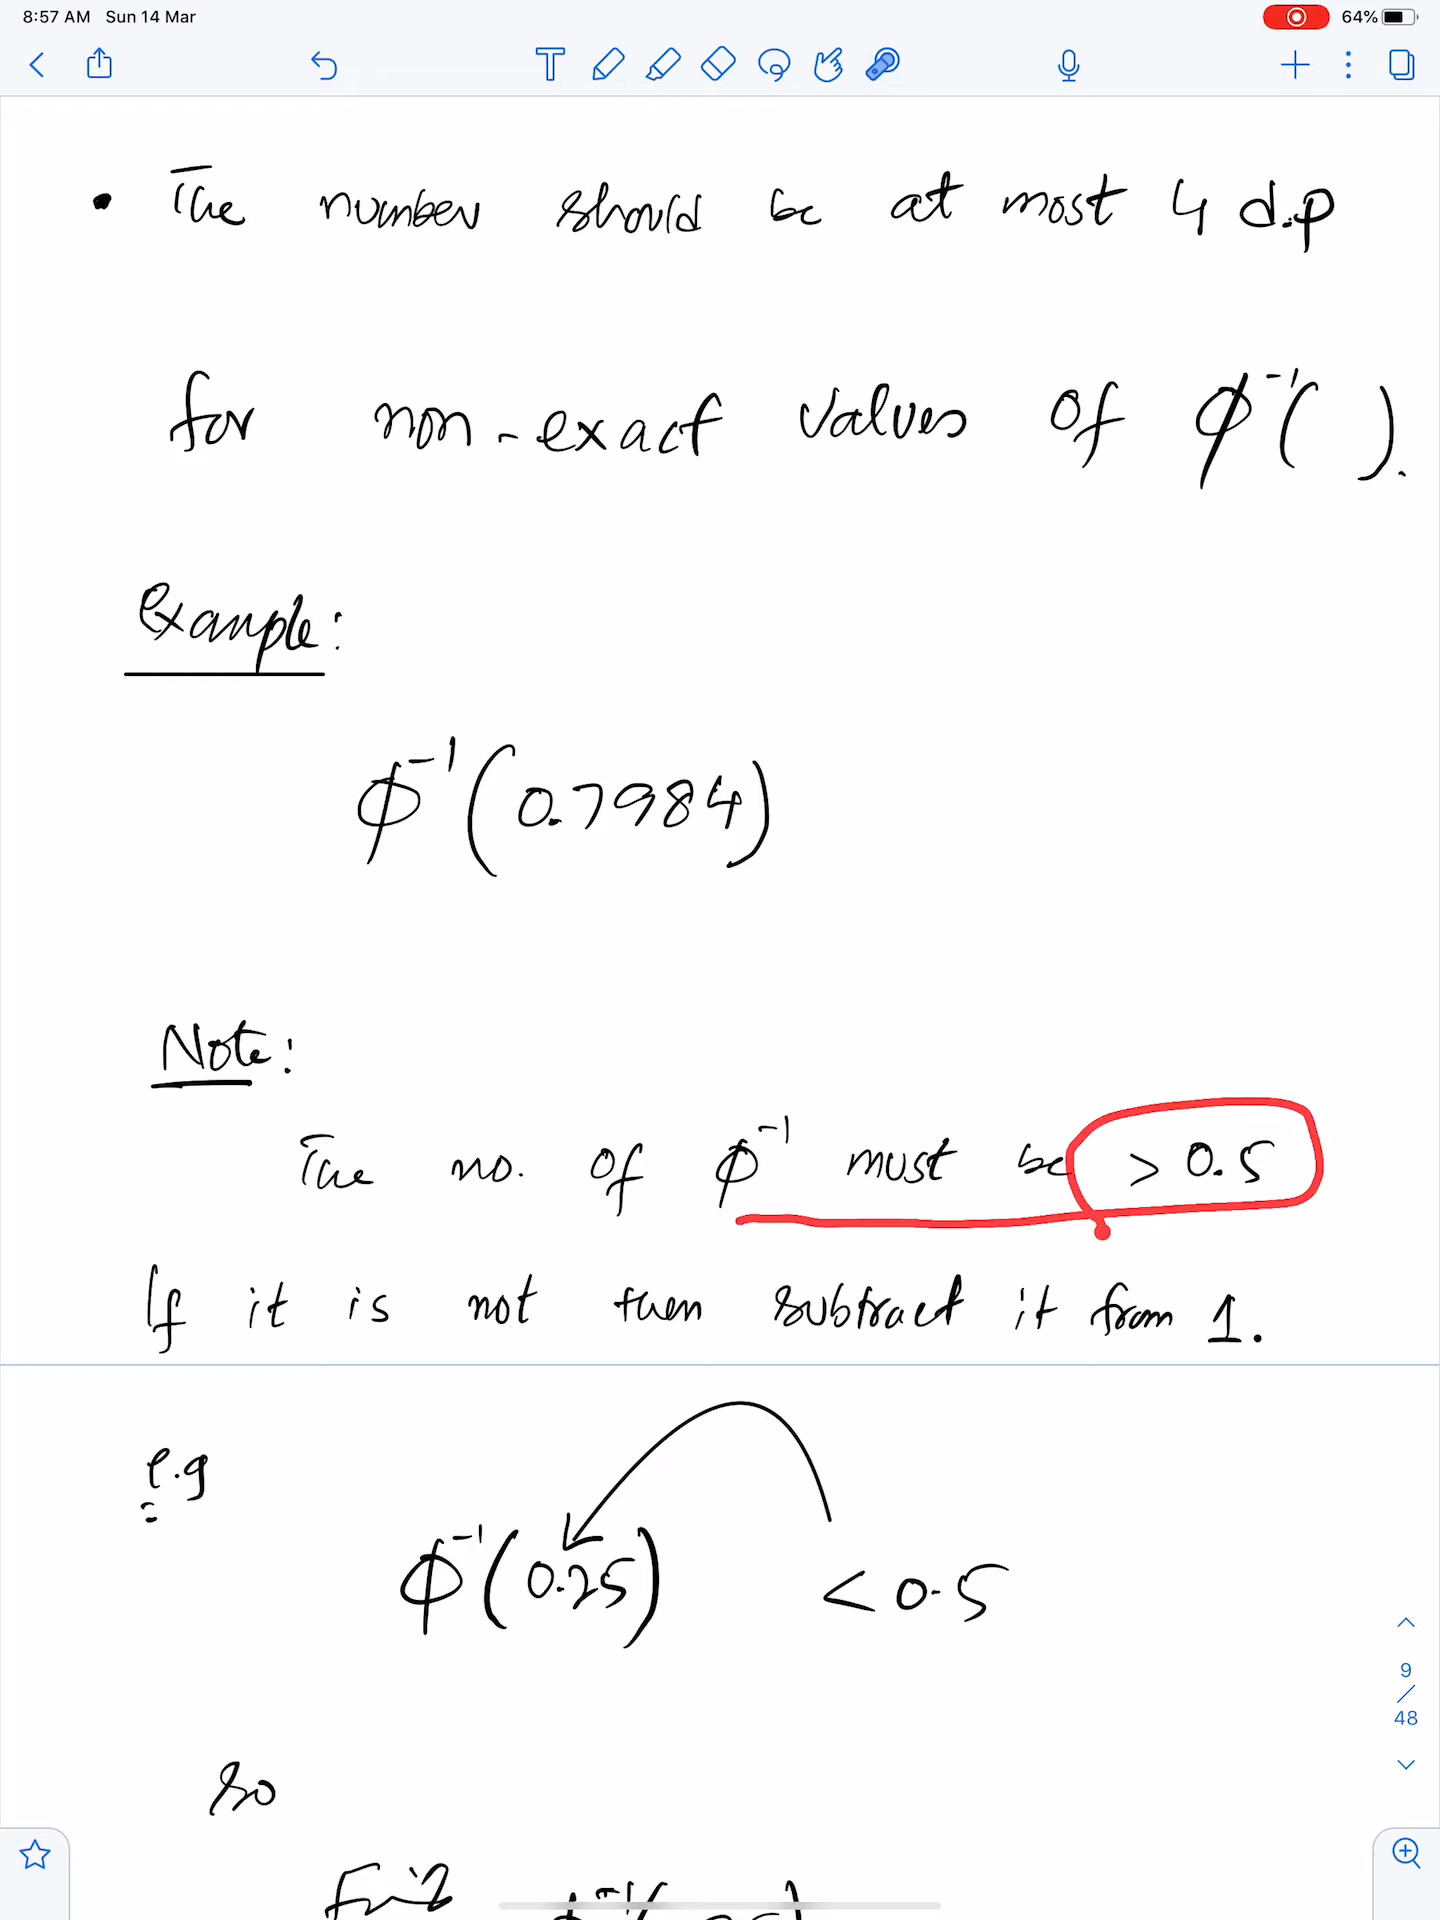 8:57 AM Sun 14 Mar 64%
• The number should be at most 4 d.p
for non-exact values of ϕ⁻¹( ).
Example:
ϕ⁻¹(0.7984)
Note:
The no. of ϕ⁻¹ must be > 0.5
If it is not then subtract it from 1.
e.g
ϕ⁻¹(0.25) < 0.5
9
/
48
so
Find